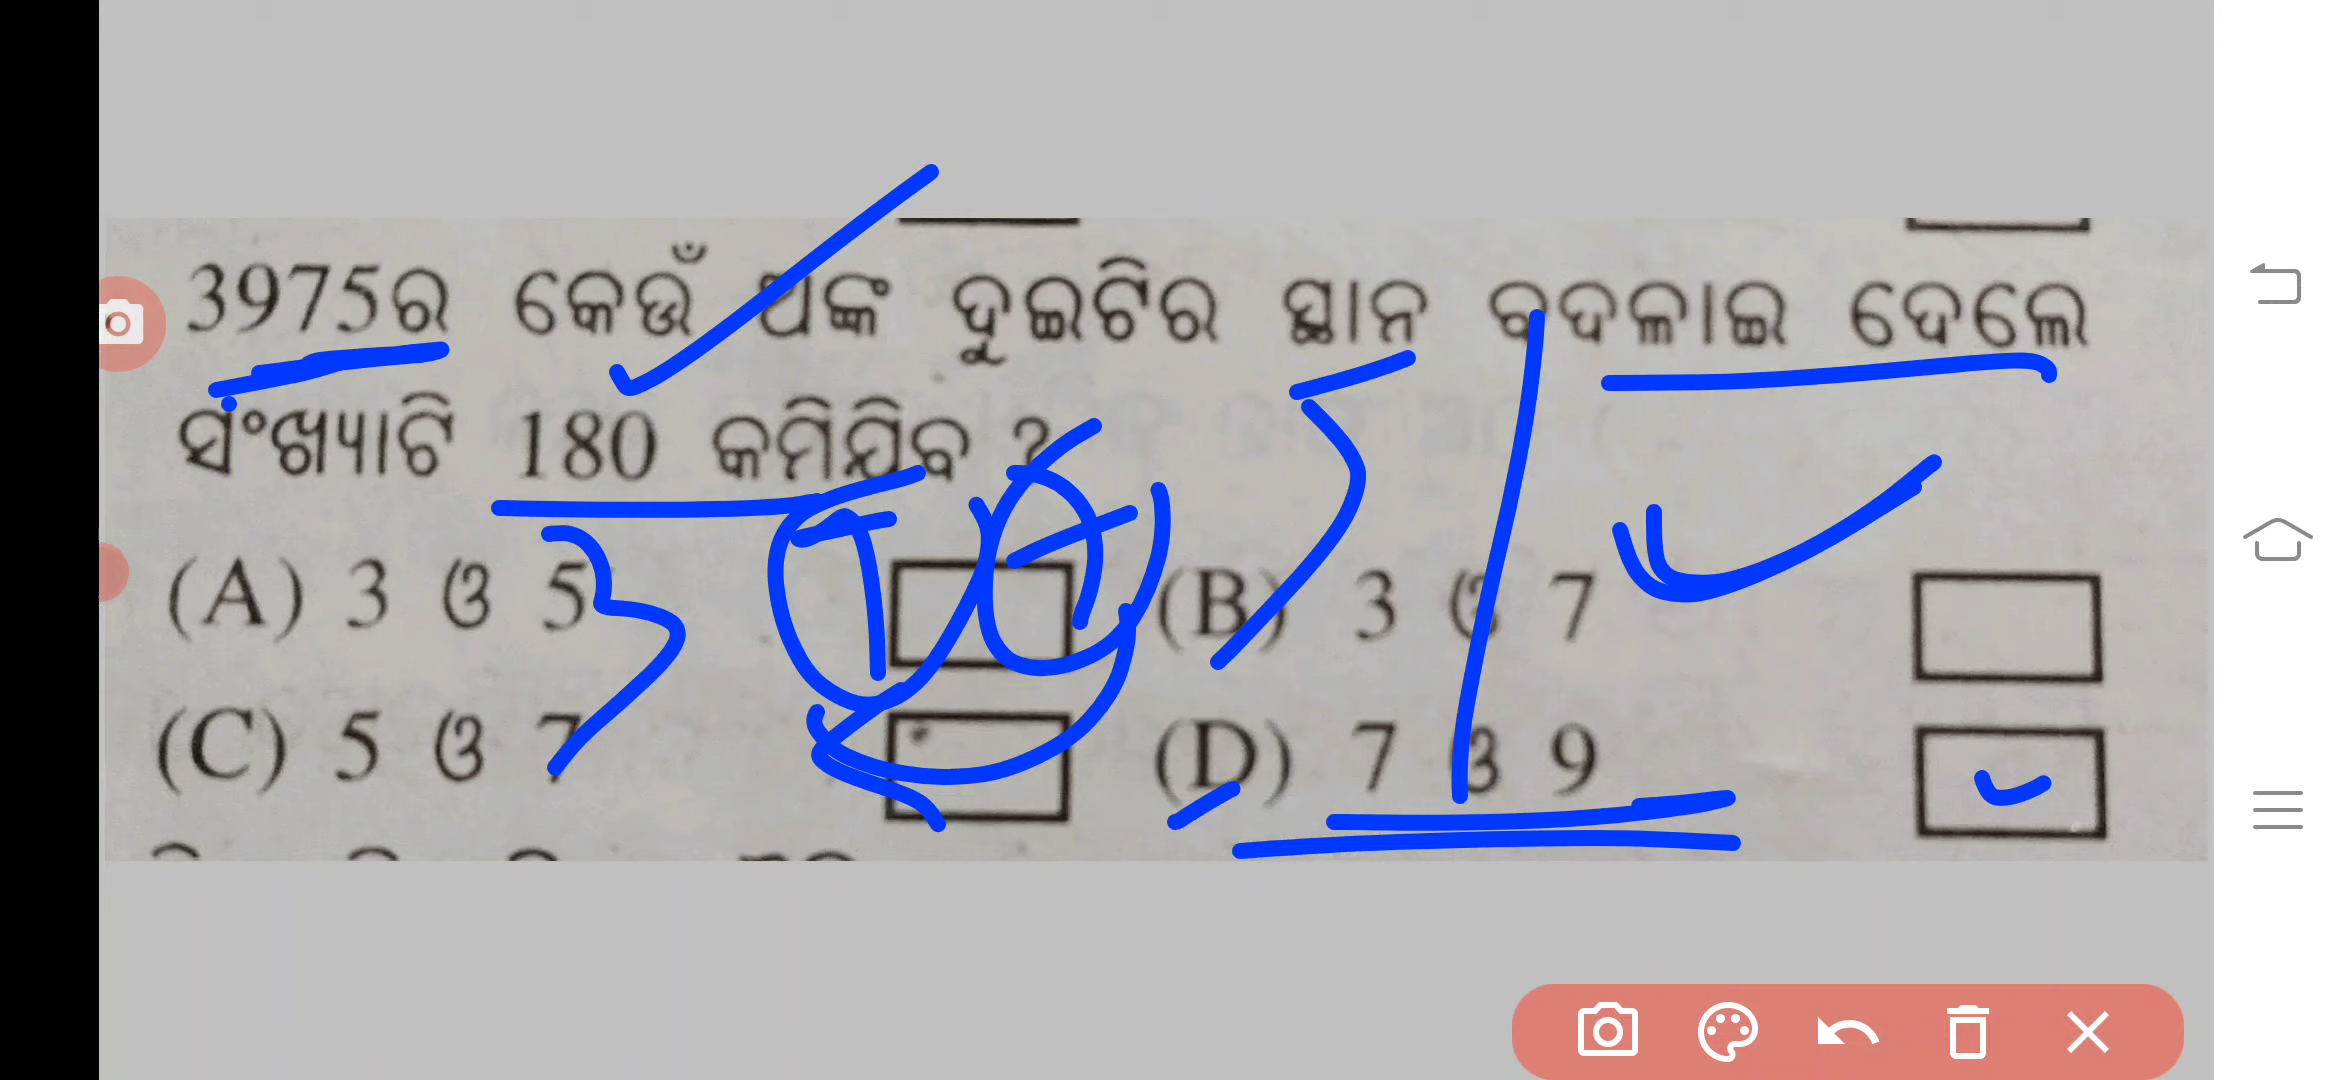 3975ର କେଉଁ ଅଙ୍କ ଦୁଇଟିର ସ୍ଥାନ ବଦଳାଇ ଦେଲେ
ସଂଖ୍ୟାଟି 180 କମିଯିବ ?
(A) 3 ଓ 5 (B) 3 ଓ 7
(C) 5 ଓ 7 (D) 7 ଓ 9